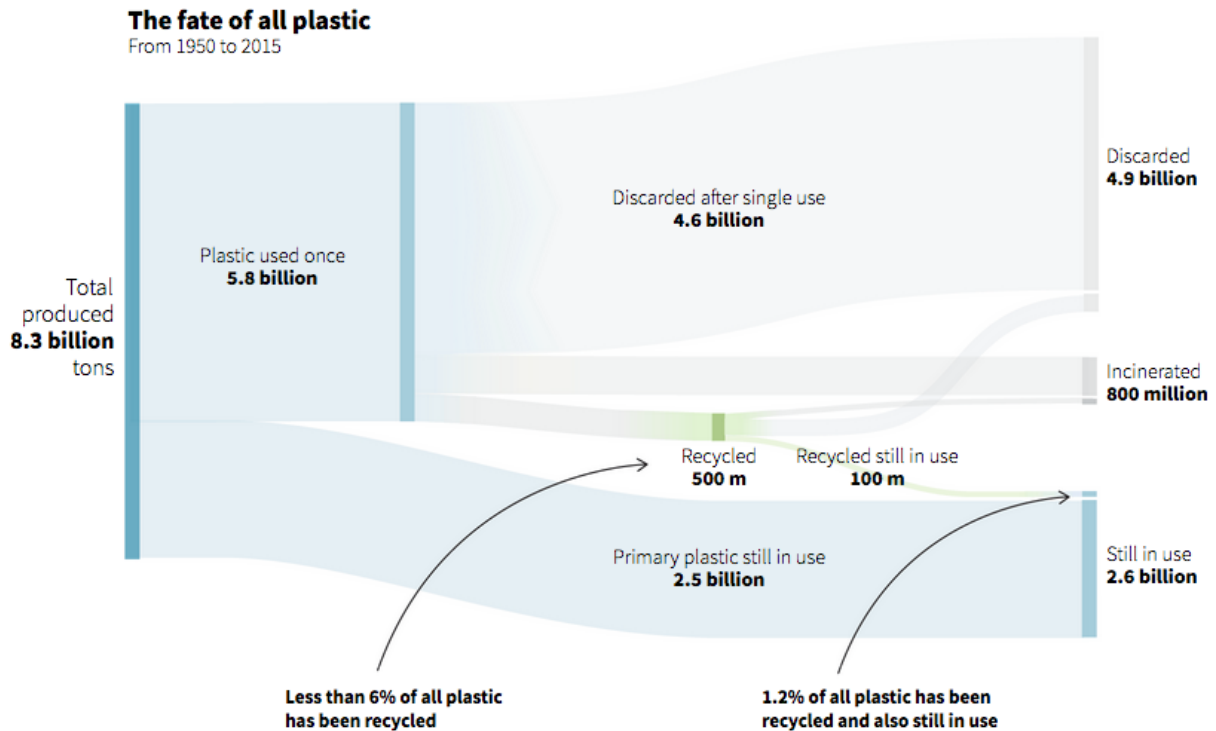 The fate of all plastic
From 1950 to 2015
Total
produced
8.3 billion
tons
Plastic used once
5.8 billion
Discarded after single use
4.6 billion
Discarded
4.9 billion
Incinerated
800 million
Recycled
500 m
Recycled still in use
100 m
Primary plastic still in use
2.5 billion
Still in use
2.6 billion
Less than 6% of all plastic
has been recycled
1.2% of all plastic has been
recycled and also still in use